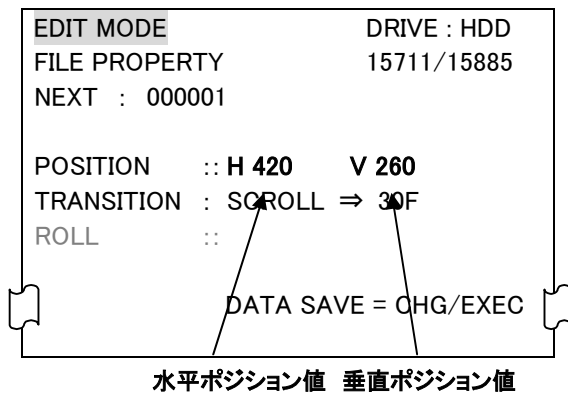 EDIT MODE DRIVE : HDD
FILE PROPERTY 15711/15885
NEXT : 000001
POSITION :: H 420 V 260
TRANSITION : SCROLL ⇒ 30F
ROLL ::
DATA SAVE = CHG/EXEC
水平ポジション値 垂直ポジション値